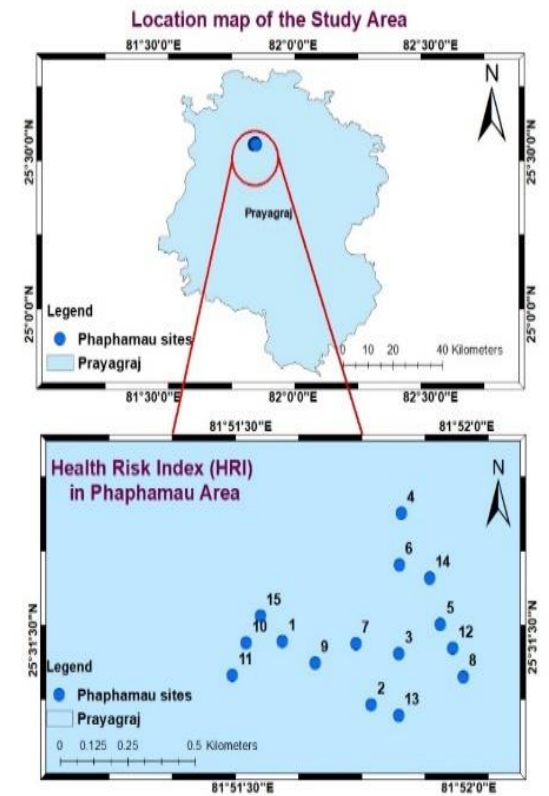 Location map of the Study Area
81°30'0"E 82°0'0"E 82°30'0"E
N
25°30'0"N
25°30'0"N
Prayagraj
25°0'0"N
25°0'0"N
Legend
Phaphamau sites
Prayagraj
0 10 20 40 Kilometers
81°30'0"E 82°0'0"E 82°30'0"E
81°51'30"E 81°52'0"E
Health Risk Index (HRI)
in Phaphamau Area
N
4
6
14
15
5
10 1
7
3
12
9
8
11
2
13
25°31'30"N
25°31'30"N
Legend
Phaphamau sites
Prayagraj
0 0.125 0.25 0.5 Kilometers
81°51'30"E 81°52'0"E